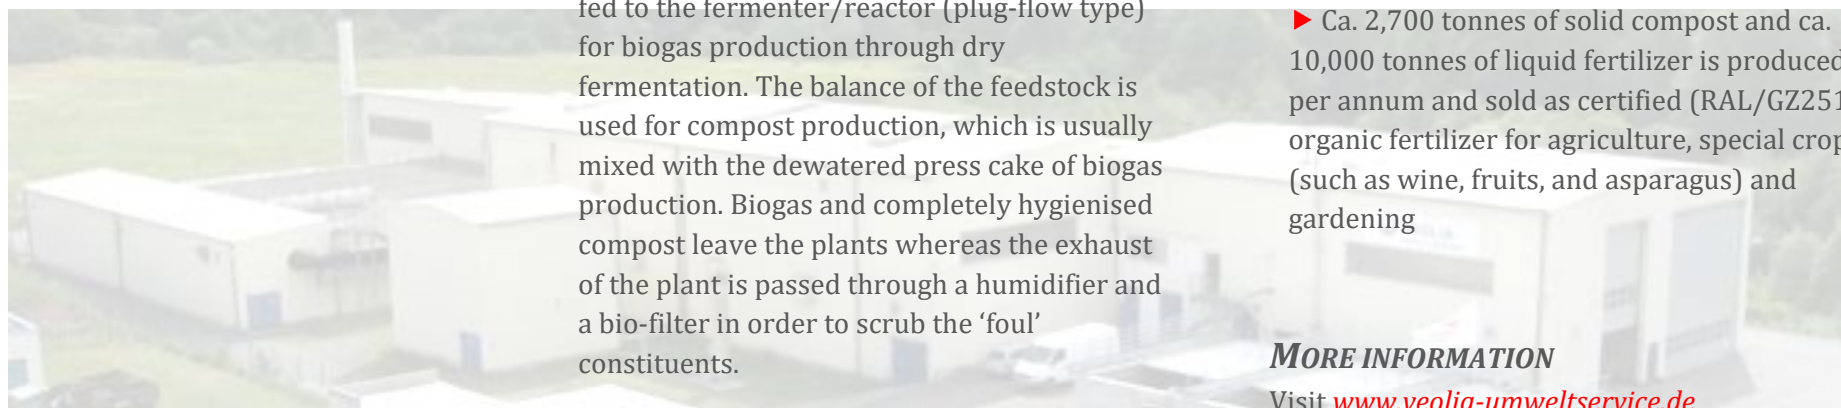 fed to the fermenter/reactor (plug-flow type)
for biogas production through dry
fermentation. The balance of the feedstock is
used for compost production, which is usually
mixed with the dewatered press cake of biogas
production. Biogas and completely hygienised
compost leave the plants whereas the exhaust
of the plant is passed through a humidifier and
a bio-filter in order to scrub the ‘foul’
constituents.
▶ Ca. 2,700 tonnes of solid compost and ca.
10,000 tonnes of liquid fertilizer is produced
per annum and sold as certified (RAL/GZ251
organic fertilizer for agriculture, special crop
(such as wine, fruits, and asparagus) and
gardening
MORE INFORMATION
Visit www.veolia-umweltservice.de